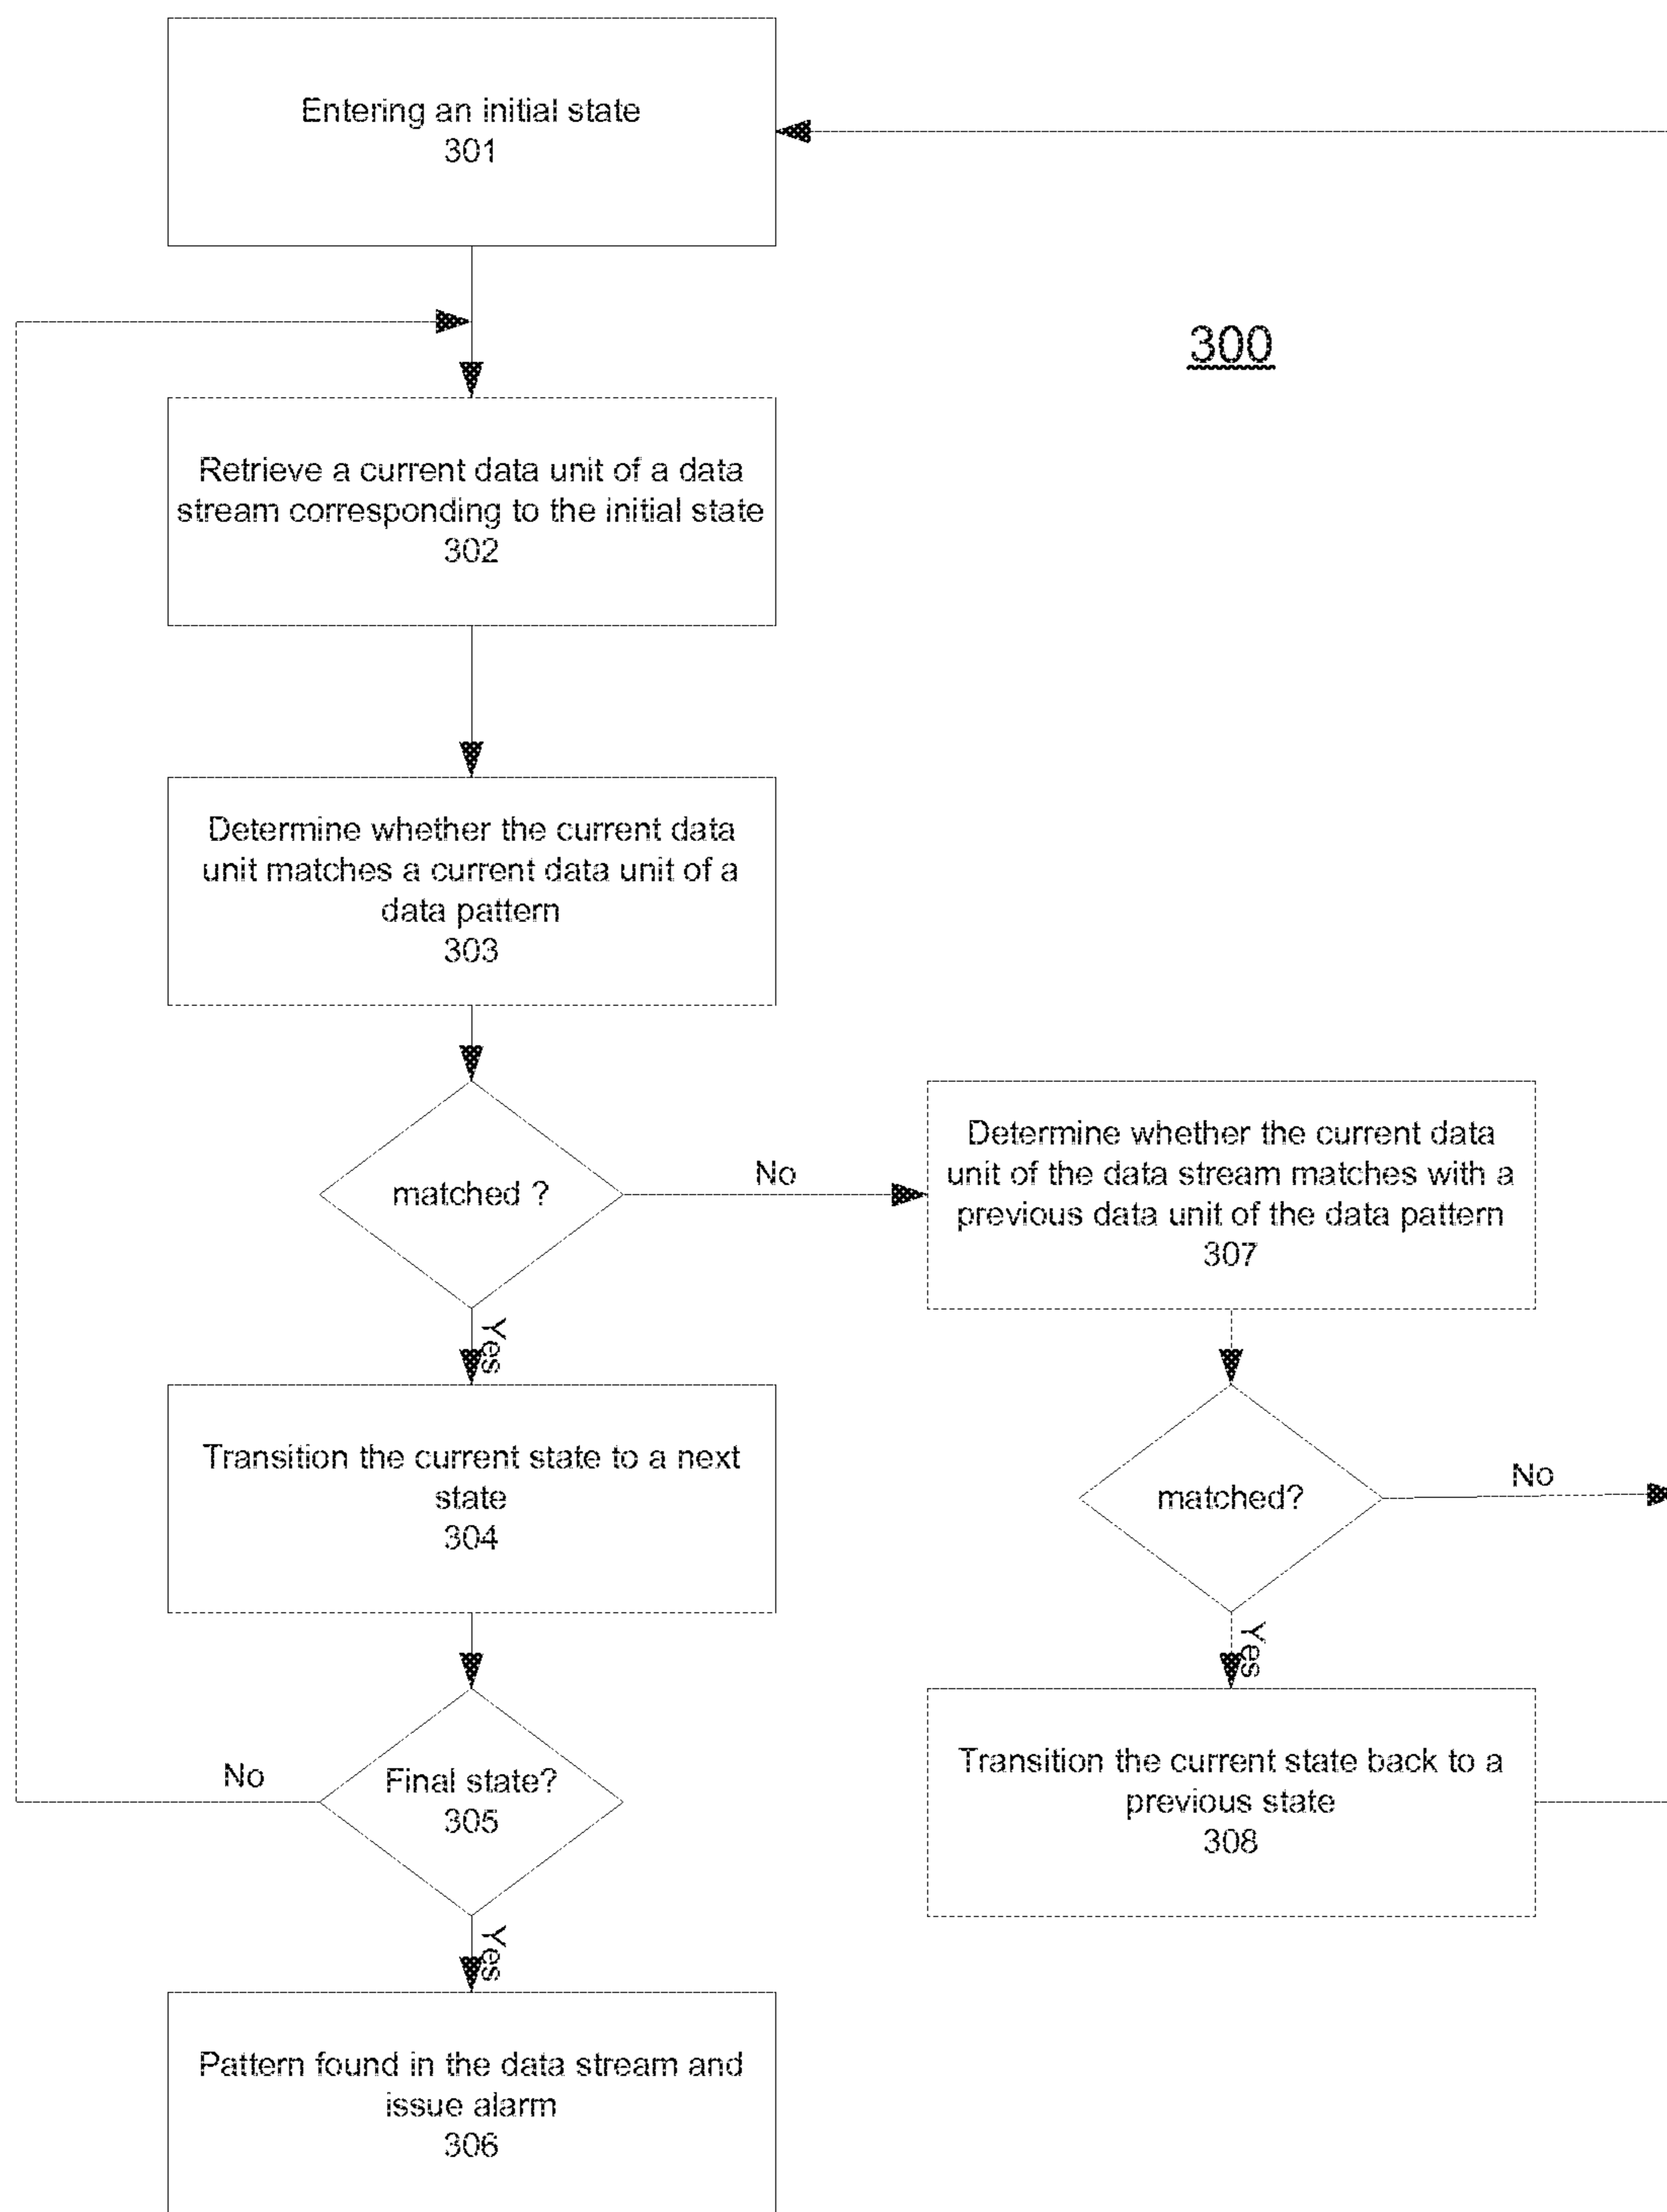 Entering an initial state
301
300
Retrieve a current data unit of a data
stream corresponding to the initial state
302
Determine whether the current data
unit matches a current data unit of a
data pattern
303
matched ?
No
Determine whether the current data
unit of the data stream matches with a
previous data unit of the data pattern
307
Yes
Transition the current state to a next
state
304
matched?
No
Yes
Final state?
305
No
Transition the current state back to a
previous state
308
Yes
Pattern found in the data stream and
issue alarm
306